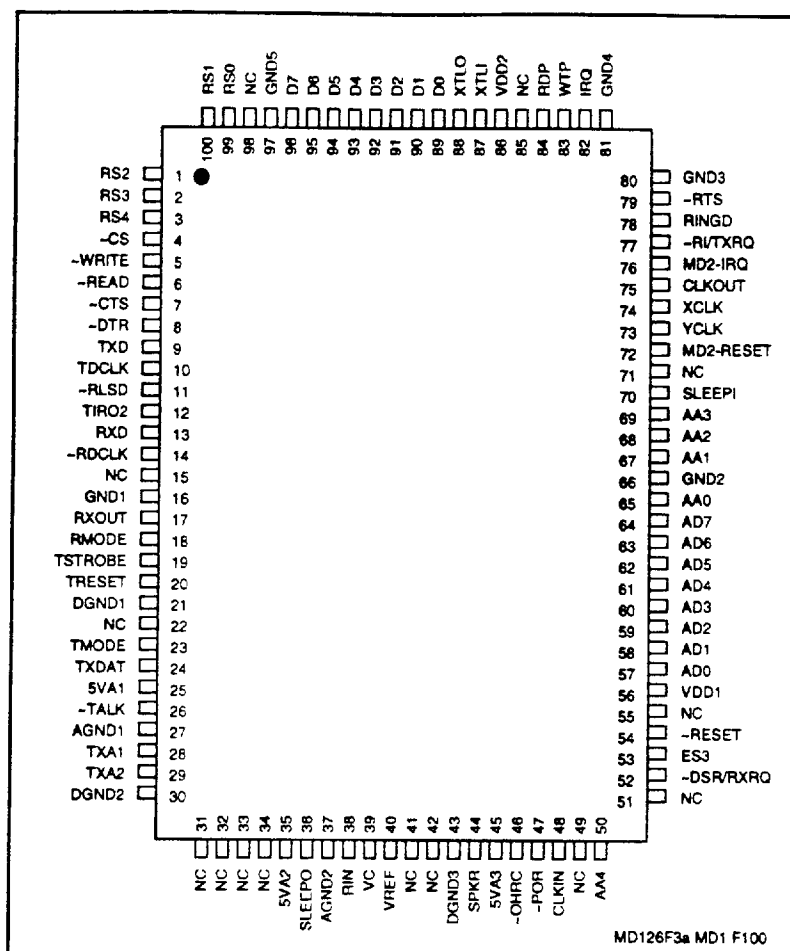 RS1 RS0 NC GND5 D7 D6 D5 D4 D3 D2 D1 D0 XTLO XTLI VDD2 NC RDP WTP IRQ GND4
100 99 98 97 96 95 94 93 92 91 90 89 88 87 86 85 84 83 82 81
RS2 1 80 GND3
RS3 2 79 ~RTS
RS4 3 78 RINGD
~CS 4 77 ~RI/TXRQ
~WRITE 5 76 MD2-IRQ
~READ 6 75 CLKOUT
~CTS 7 74 XCLK
~DTR 8 73 YCLK
TXD 9 72 MD2-RESET
TDCLK 10 71 NC
~RLSD 11 70 SLEEPI
TIRO2 12 69 AA3
RXD 13 68 AA2
~RDCLK 14 67 AA1
NC 15 66 GND2
GND1 16 65 AA0
RXOUT 17 64 AD7
RMODE 18 63 AD6
TSTROBE 19 62 AD5
TRESET 20 61 AD4
DGND1 21 60 AD3
NC 22 59 AD2
TMODE 23 58 AD1
TXDAT 24 57 AD0
5VA1 25 56 VDD1
~TALK 26 55 NC
AGND1 27 54 ~RESET
TXA1 28 53 ES3
TXA2 29 52 ~DSR/RXRQ
DGND2 30 51 NC
31 32 33 34 35 36 37 38 39 40 41 42 43 44 45 46 47 48 49 50
NC NC NC NC 5VA2 SLEEPO AGND2 RIN VC VREF NC NC DGND3 SPKR 5VA3 ~OHRC ~POR CLKIN NC AA4
MD126F3a MD1 F100